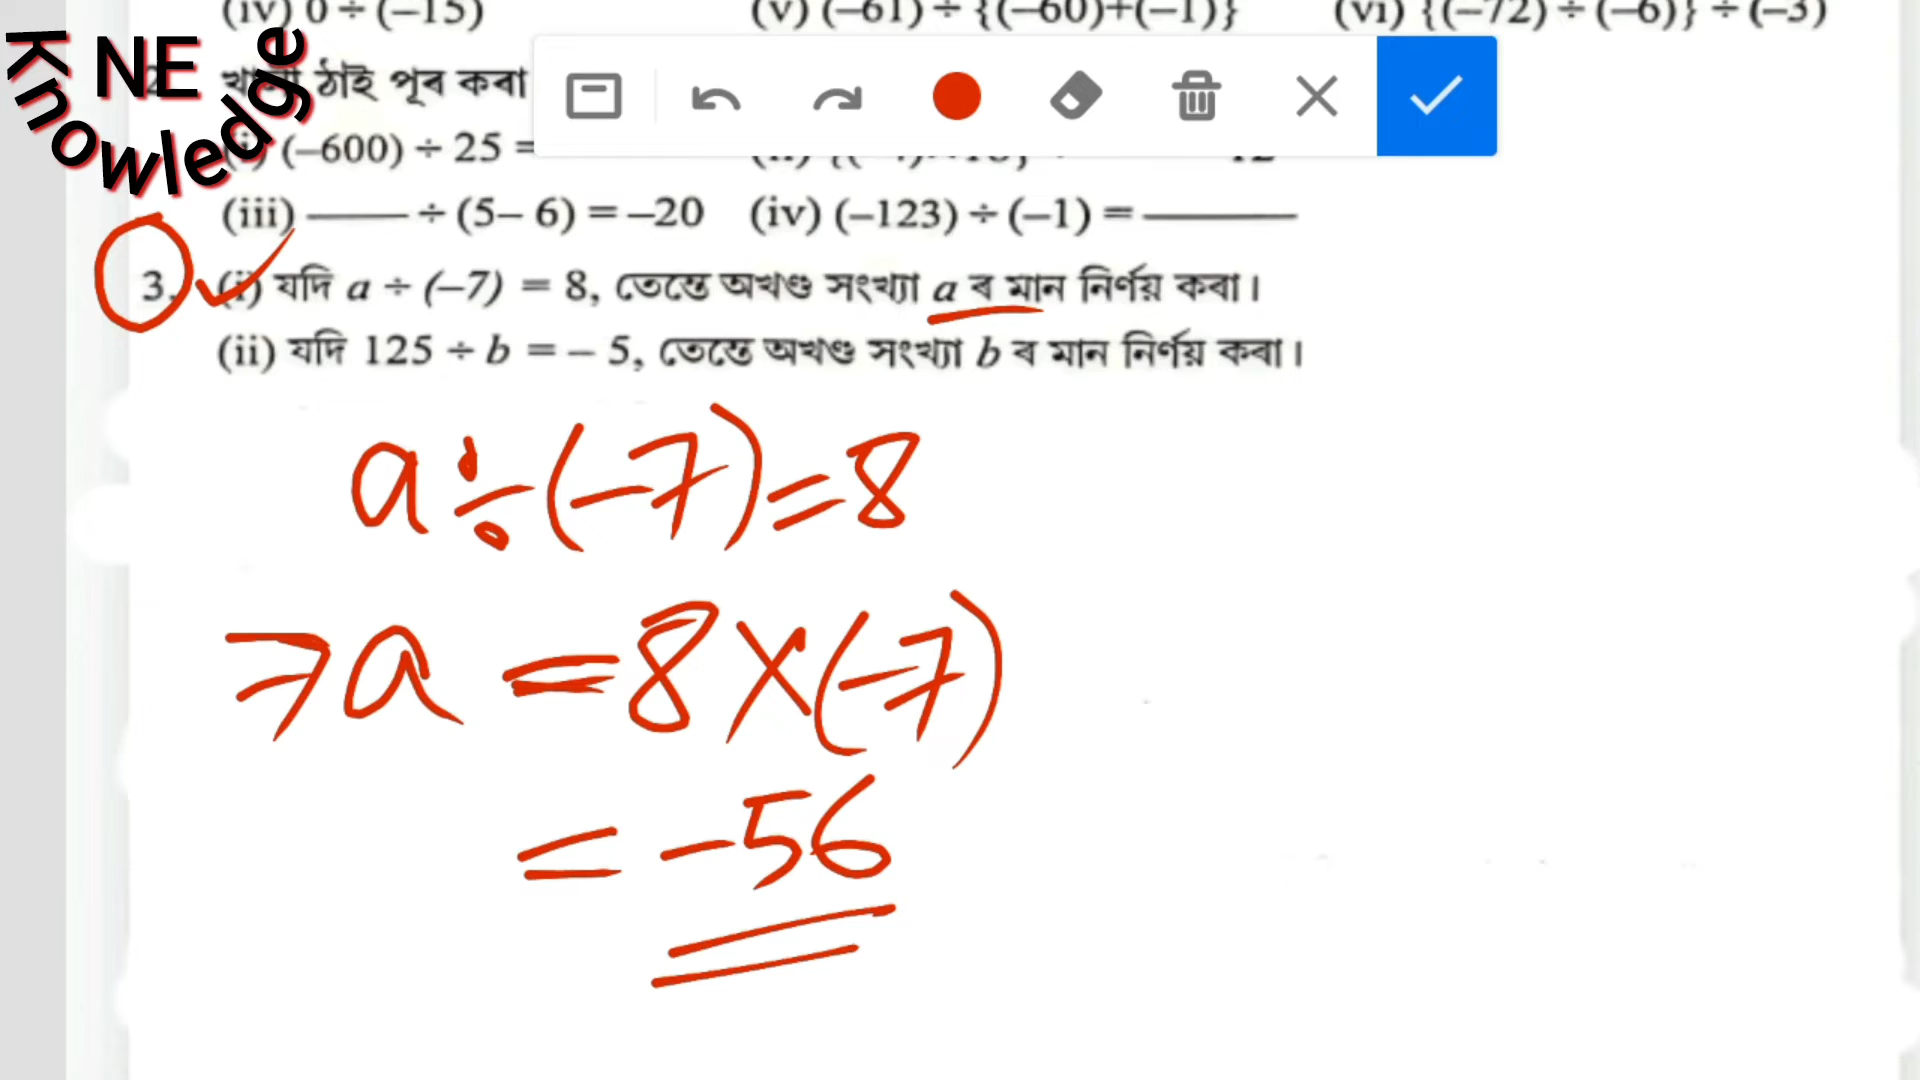 (iv) 0 ÷ (–15) (v) (–61) ÷ {(–60)+(–1)} (vi) {(–72) ÷ (–6)} ÷ (–3)
NE Knowledge
ঠাই পূৰ কৰা
(i) (–600) ÷ 25 =
(iii) ——— ÷ (5– 6) = –20 (iv) (–123) ÷ (–1) = ————
3. (i) যদি a ÷ (–7) = 8, তেন্তে অখণ্ড সংখ্যা a ৰ মান নিৰ্ণয় কৰা।
(ii) যদি 125 ÷ b = – 5, তেন্তে অখণ্ড সংখ্যা b ৰ মান নিৰ্ণয় কৰা।
a ÷ (–7) = 8
⇒ a = 8 × (–7)
= –56